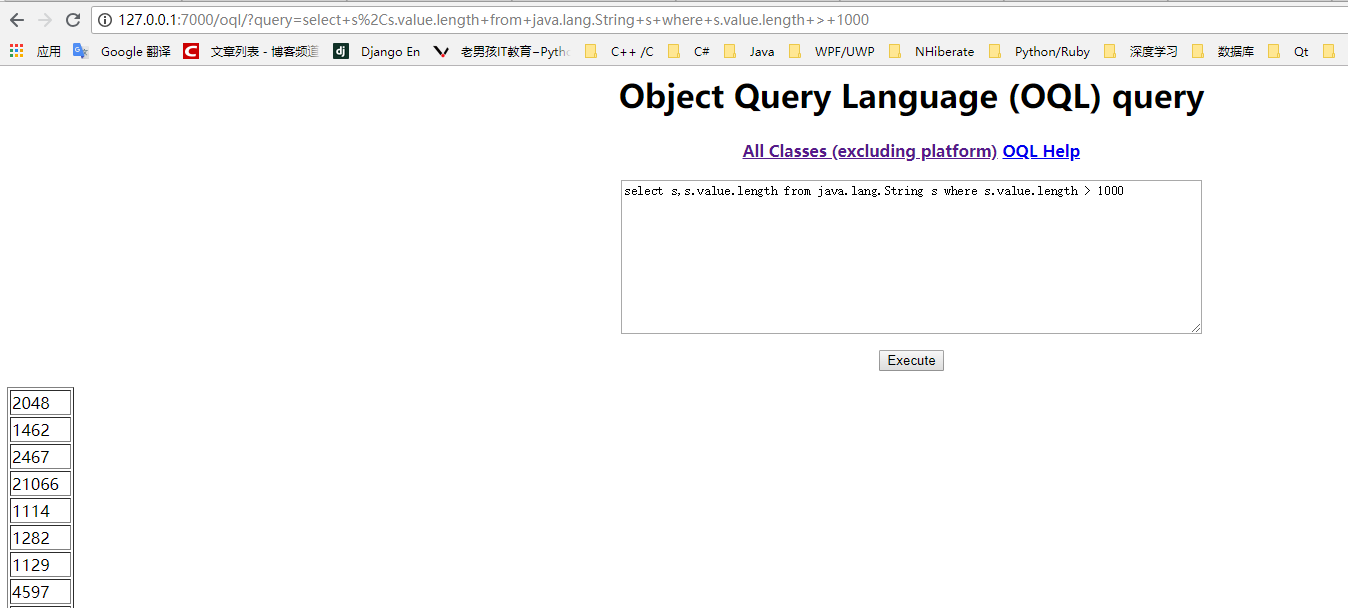 127.0.0.1:7000/oql/?query=select+s%2Cs.value.length+from+java.lang.String+s+where+s.value.length+>+1000
应用 Google 翻译 C 文章列表 - 博客频道 dj Django En 老男孩IT教育-Pyth C++ /C C# Java WPF/UWP NHiberate Python/Ruby 深度学习 数据库 Qt
Object Query Language (OQL) query
All Classes (excluding platform) OQL Help
select s,s.value.length from java.lang.String s where s.value.length > 1000
Execute
2048
1462
2467
21066
1114
1282
1129
4597